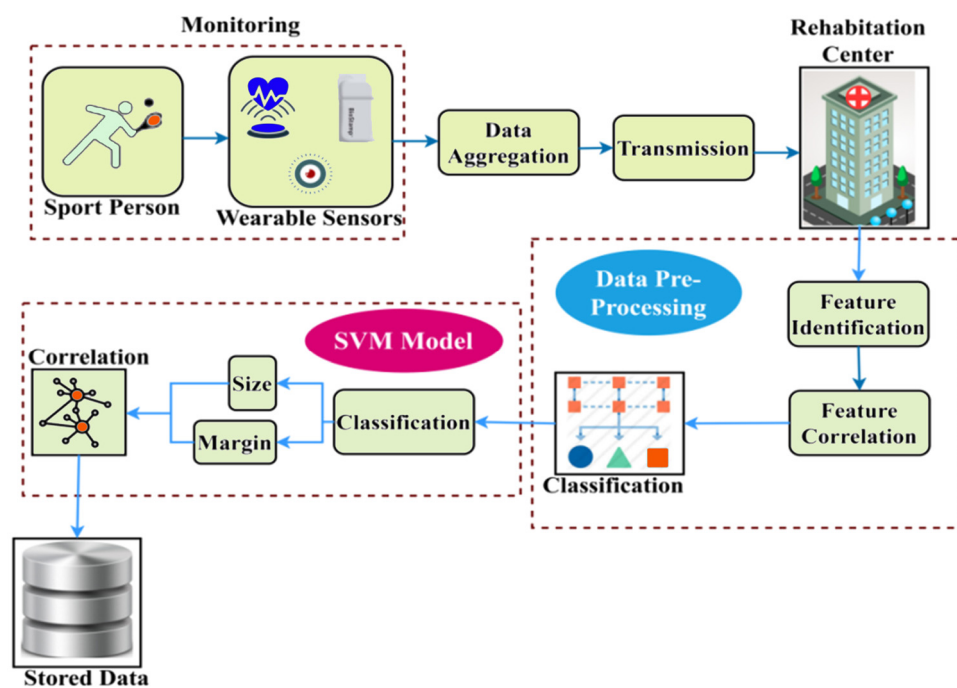 Monitoring
Sport Person
BioStamp
Wearable Sensors
Data
Aggregation
Transmission
Rehabitation
Center
Data Pre-
Processing
Feature
Identification
Feature
Correlation
Classification
SVM Model
Classification
Size
Margin
Correlation
Stored Data